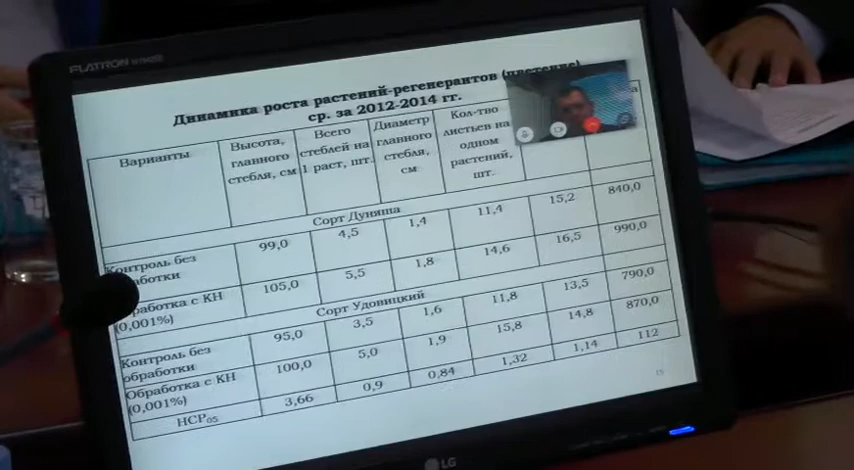 FLATRON
Динамика роста растений-регенерантов (цветение)
ср. за 2012-2014 гг.
Варианты
Высота, главного стебля, см
Всего стеблей на 1 раст, шт.
Диаметр главного стебля, см
Кол-тво листьев на одном растений, шт.
Сорт Дуняша
Контроль без обработки 99,0 4,5 1,4 11,4 15,2 840,0
обработка с КН (0,001%) 105,0 5,5 1,8 14,6 16,5 990,0
Сорт Удовицкий
Контроль без обработки 95,0 3,5 1,6 11,8 13,5 790,0
Обработка с КН (0,001%) 100,0 5,0 1,9 15,8 14,8 870,0
НСР05 3,66 0,9 0,84 1,32 1,14 112
15
LG